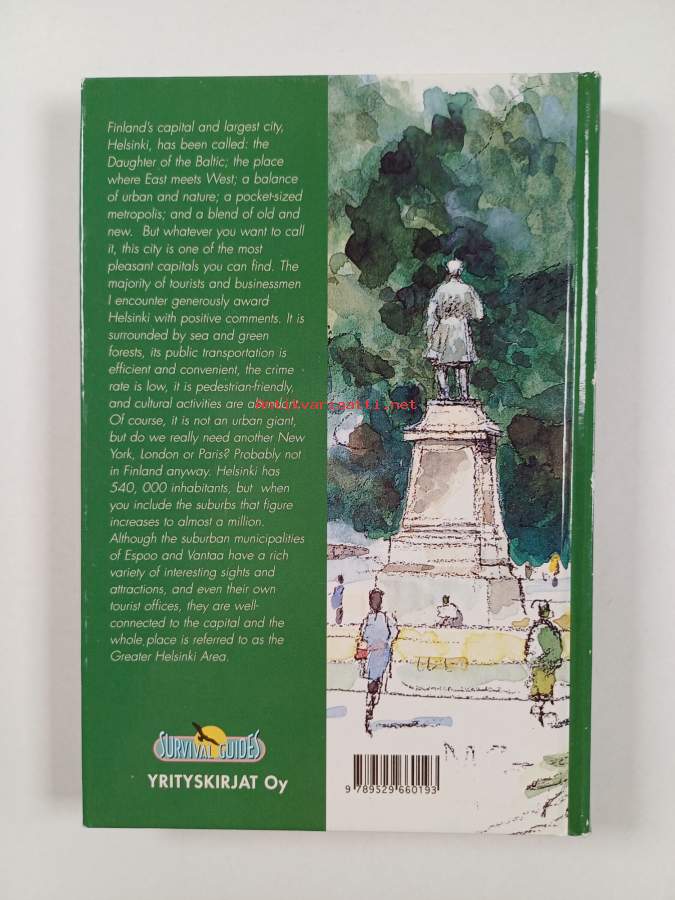 Finland's capital and largest city,
Helsinki, has been called: the
Daughter of the Baltic; the place
where East meets West; a balance
of urban and nature; a pocket-sized
metropolis; and a blend of old and
new. But whatever you want to call
it, this city is one of the most
pleasant capitals you can find. The
majority of tourists and businessmen
I encounter generously award
Helsinki with positive comments. It is
surrounded by sea and green
forests, its public transportation is
efficient and convenient, the crime
rate is low, it is pedestrian-friendly,
and cultural activities are
Antikvariaatti.net
Of course, it is not an urban giant,
but do we really need another New
York, London or Paris? Probably not
in Finland anyway. Helsinki has
540, 000 inhabitants, but when
you include the suburbs that figure
increases to almost a million.
Although the suburban municipalities
of Espoo and Vantaa have a rich
variety of interesting sights and
attractions, and even their own
tourist offices, they are well-
connected to the capital and the
whole place is referred to as the
Greater Helsinki Area.
SURVIVAL GUIDES
YRITYSKIRJAT Oy
9 789529 660193